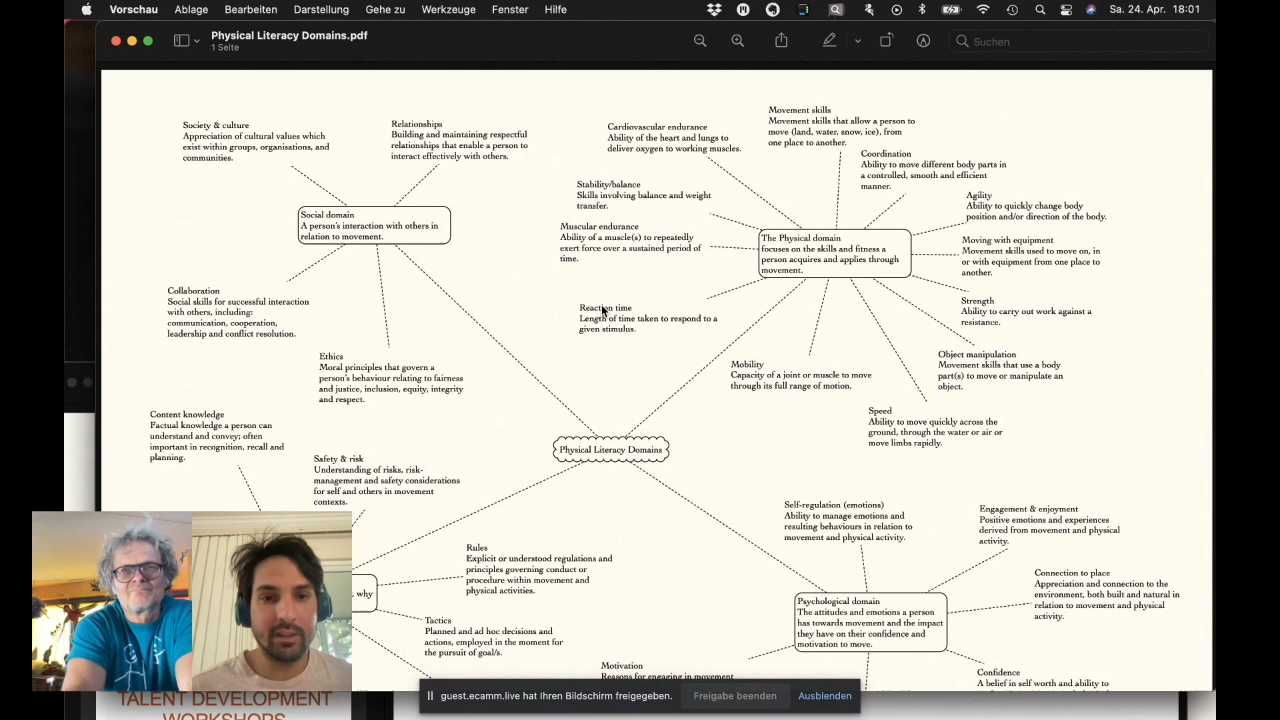 Vorschau Ablage Bearbeiten Darstellung Gehe zu Werkzeuge Fenster Hilfe Sa. 24. Apr. 18:01
Physical Literacy Domains.pdf
1 Seite
Suchen
Society & culture
Appreciation of cultural values which
exist within groups, organisations, and
communities.
Relationships
Building and maintaining respectful
relationships that enable a person to
interact effectively with others.
Social domain
A person's interaction with others in
relation to movement.
Collaboration
Social skills for successful interaction
with others, including:
communication, cooperation,
leadership and conflict resolution.
Ethics
Moral principles that govern a
person's behaviour relating to fairness
and justice, inclusion, equity, integrity
and respect.
Cardiovascular endurance
Ability of the heart and lungs to
deliver oxygen to working muscles.
Movement skills
Movement skills that allow a person to
move (land, water, snow, ice), from
one place to another.
Coordination
Ability to move different body parts in
a controlled, smooth and efficient
manner.
Stability/balance
Skills involving balance and weight
transfer.
Agility
Ability to quickly change body
position and/or direction of the body.
Muscular endurance
Ability of a muscle(s) to repeatedly
exert force over a sustained period of
time.
The Physical domain
focuses on the skills and fitness a
person acquires and applies through
movement.
Moving with equipment
Movement skills used to move on, in
or with equipment from one place to
another.
Reaction time
Length of time taken to respond to a
given stimulus.
Strength
Ability to carry out work against a
resistance.
Mobility
Capacity of a joint or muscle to move
through its full range of motion.
Object manipulation
Movement skills that use a body
part(s) to move or manipulate an
object.
Speed
Ability to move quickly across the
ground, through the water or air or
move limbs rapidly.
Physical Literacy Domains
Content knowledge
Factual knowledge a person can
understand and convey; often
important in recognition, recall and
planning.
Safety & risk
Understanding of risks, risk-
management and safety considerations
for self and others in movement
contexts.
Rules
Explicit or understood regulations and
principles governing conduct or
procedure within movement and
physical activities.
, why
Tactics
Planned and ad hoc decisions and
actions, employed in the moment for
the pursuit of goal/s.
Self-regulation (emotions)
Ability to manage emotions and
resulting behaviours in relation to
movement and physical activity.
Engagement & enjoyment
Positive emotions and experiences
derived from movement and physical
activity.
Connection to place
Appreciation and connection to the
environment, both built and natural in
relation to movement and physical
activity.
Psychological domain
The attitudes and emotions a person
has towards movement and the impact
they have on their confidence and
motivation to move.
Motivation
Reasons for engaging in movement
Confidence
A belief in self worth and ability to
guest.ecamm.live hat Ihren Bildschirm freigegeben. Freigabe beenden Ausblenden
TALENT DEVELOPMENT
WORKSHOPS